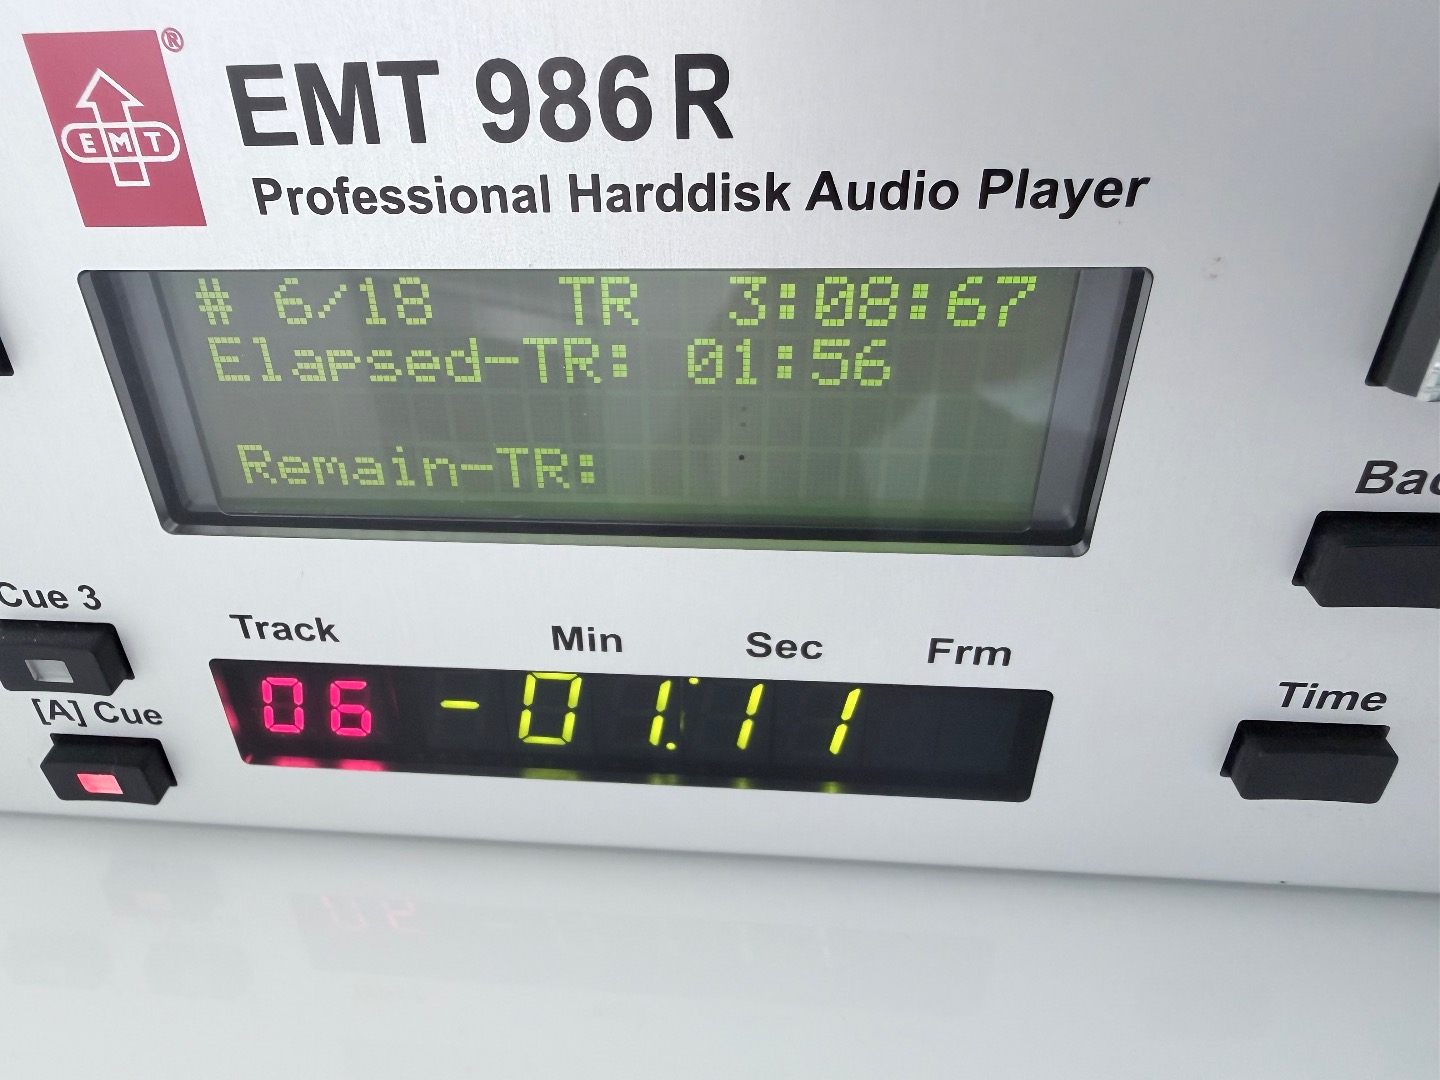 ®
EMT
EMT 986 R
Professional Harddisk Audio Player
# 6/18 TR 3:08:67
Elapsed-TR: 01:56
Remain-TR:
Cue 3
[A] Cue
Track Min Sec Frm
06 -01.11
Time